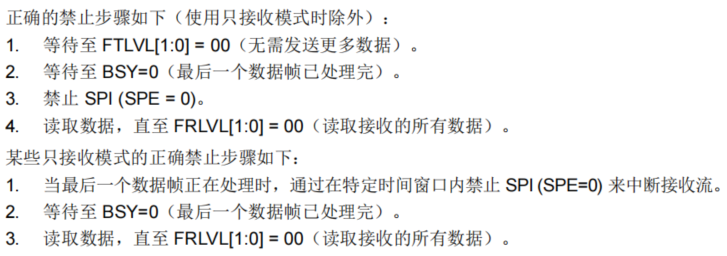 正确的禁止步骤如下（使用只接收模式时除外）：
1. 等待至 FTLVL[1:0] = 00（无需发送更多数据）。
2. 等待至 BSY=0（最后一个数据帧已处理完）。
3. 禁止 SPI (SPE = 0)。
4. 读取数据，直至 FRLVL[1:0] = 00（读取接收的所有数据）。
某些只接收模式的正确禁止步骤如下：
1. 当最后一个数据帧正在处理时，通过在特定时间窗口内禁止 SPI (SPE=0) 来中断接收流。
2. 等待至 BSY=0（最后一个数据帧已处理完）。
3. 读取数据，直至 FRLVL[1:0] = 00（读取接收的所有数据）。